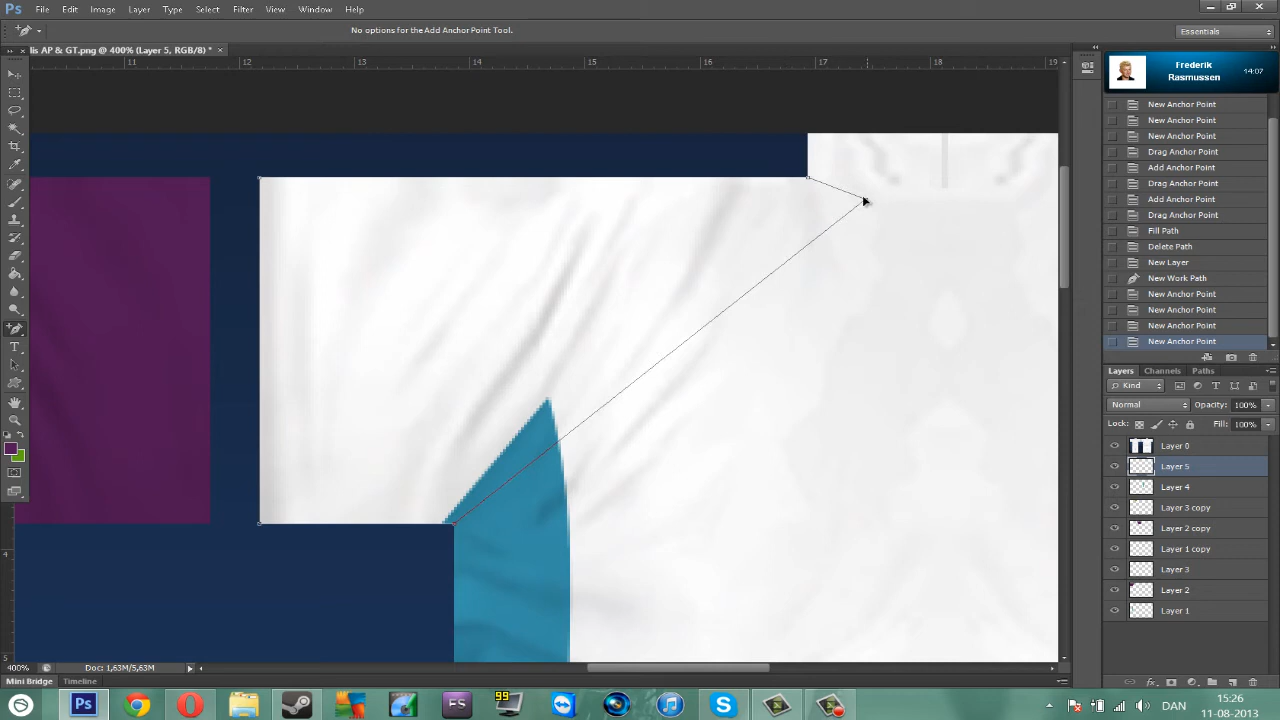 Ps File Edit Image Layer Type Select Filter View Window Help
No options for the Add Anchor Point Tool.
Essentials
lis AP & GT.png @ 400% (Layer 5, RGB/8) * ×
11 12 13 14 15 16 17 18 19
Frederik
Rasmussen
14:07
New Anchor Point
New Anchor Point
New Anchor Point
Drag Anchor Point
Add Anchor Point
Drag Anchor Point
Add Anchor Point
Drag Anchor Point
Fill Path
Delete Path
New Layer
New Work Path
New Anchor Point
New Anchor Point
New Anchor Point
New Anchor Point
Layers Channels Paths
Kind
Normal Opacity: 100%
Lock: Fill: 100%
Layer 0
Layer 5
Layer 4
Layer 3 copy
Layer 2 copy
Layer 1 copy
Layer 3
Layer 2
Layer 1
4
5
400% Doc: 1,63M/5,63M
Mini Bridge Timeline
Ps FS 99 DAN 15:26
11-08-2013